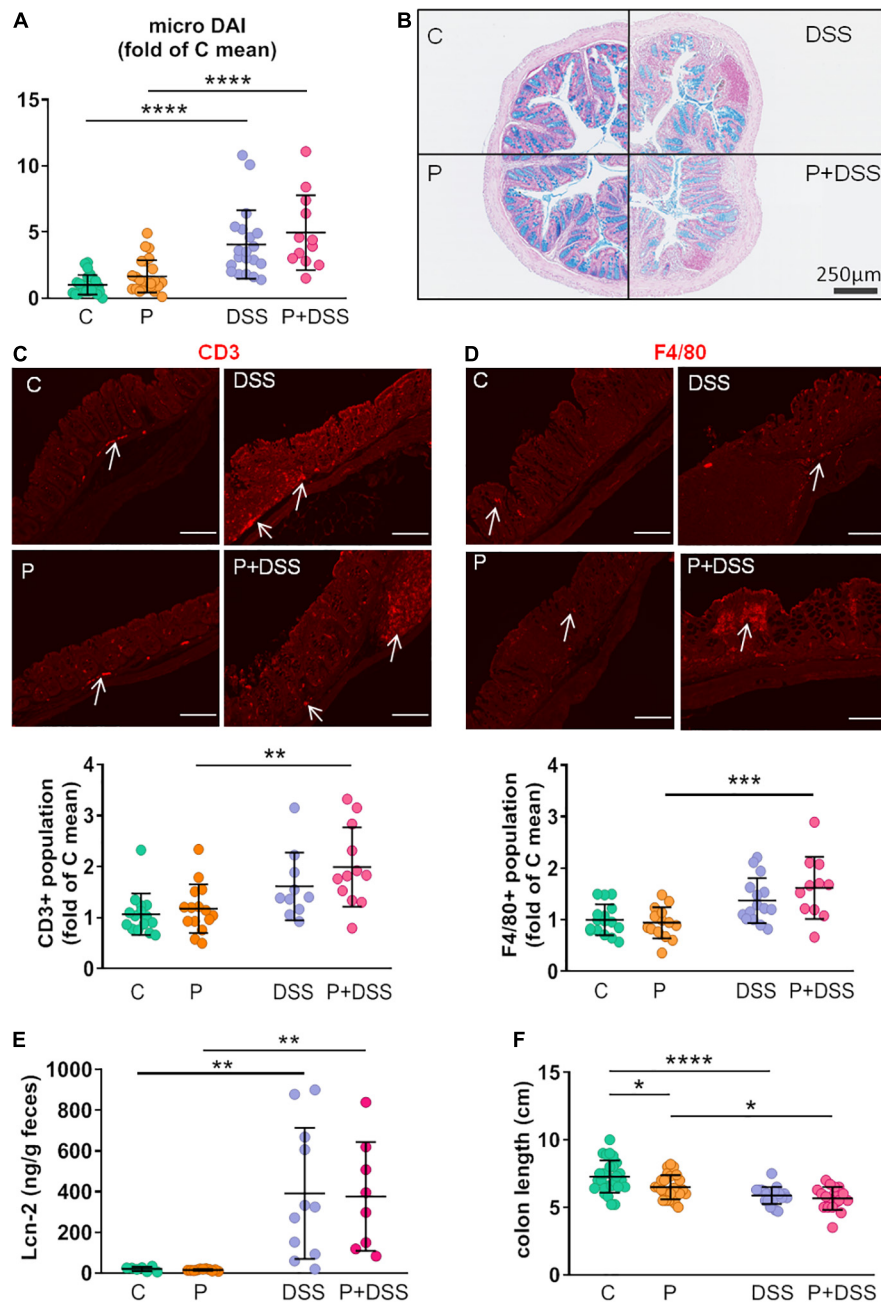 A
micro DAI
(fold of C mean)
****
****
15
10
5
0
C P DSS P+DSS
B
C DSS
P P+DSS
250µm
C CD3
C DSS
P P+DSS
D F4/80
C DSS
P P+DSS
CD3+ population
(fold of C mean)
**
4
3
2
1
0
C P DSS P+DSS
F4/80+ population
(fold of C mean)
***
4
3
2
1
0
C P DSS P+DSS
E
Lcn-2 (ng/g feces)
**
**
1000
800
600
400
200
0
C P DSS P+DSS
F
colon length (cm)
****
*
*
15
10
5
0
C P DSS P+DSS